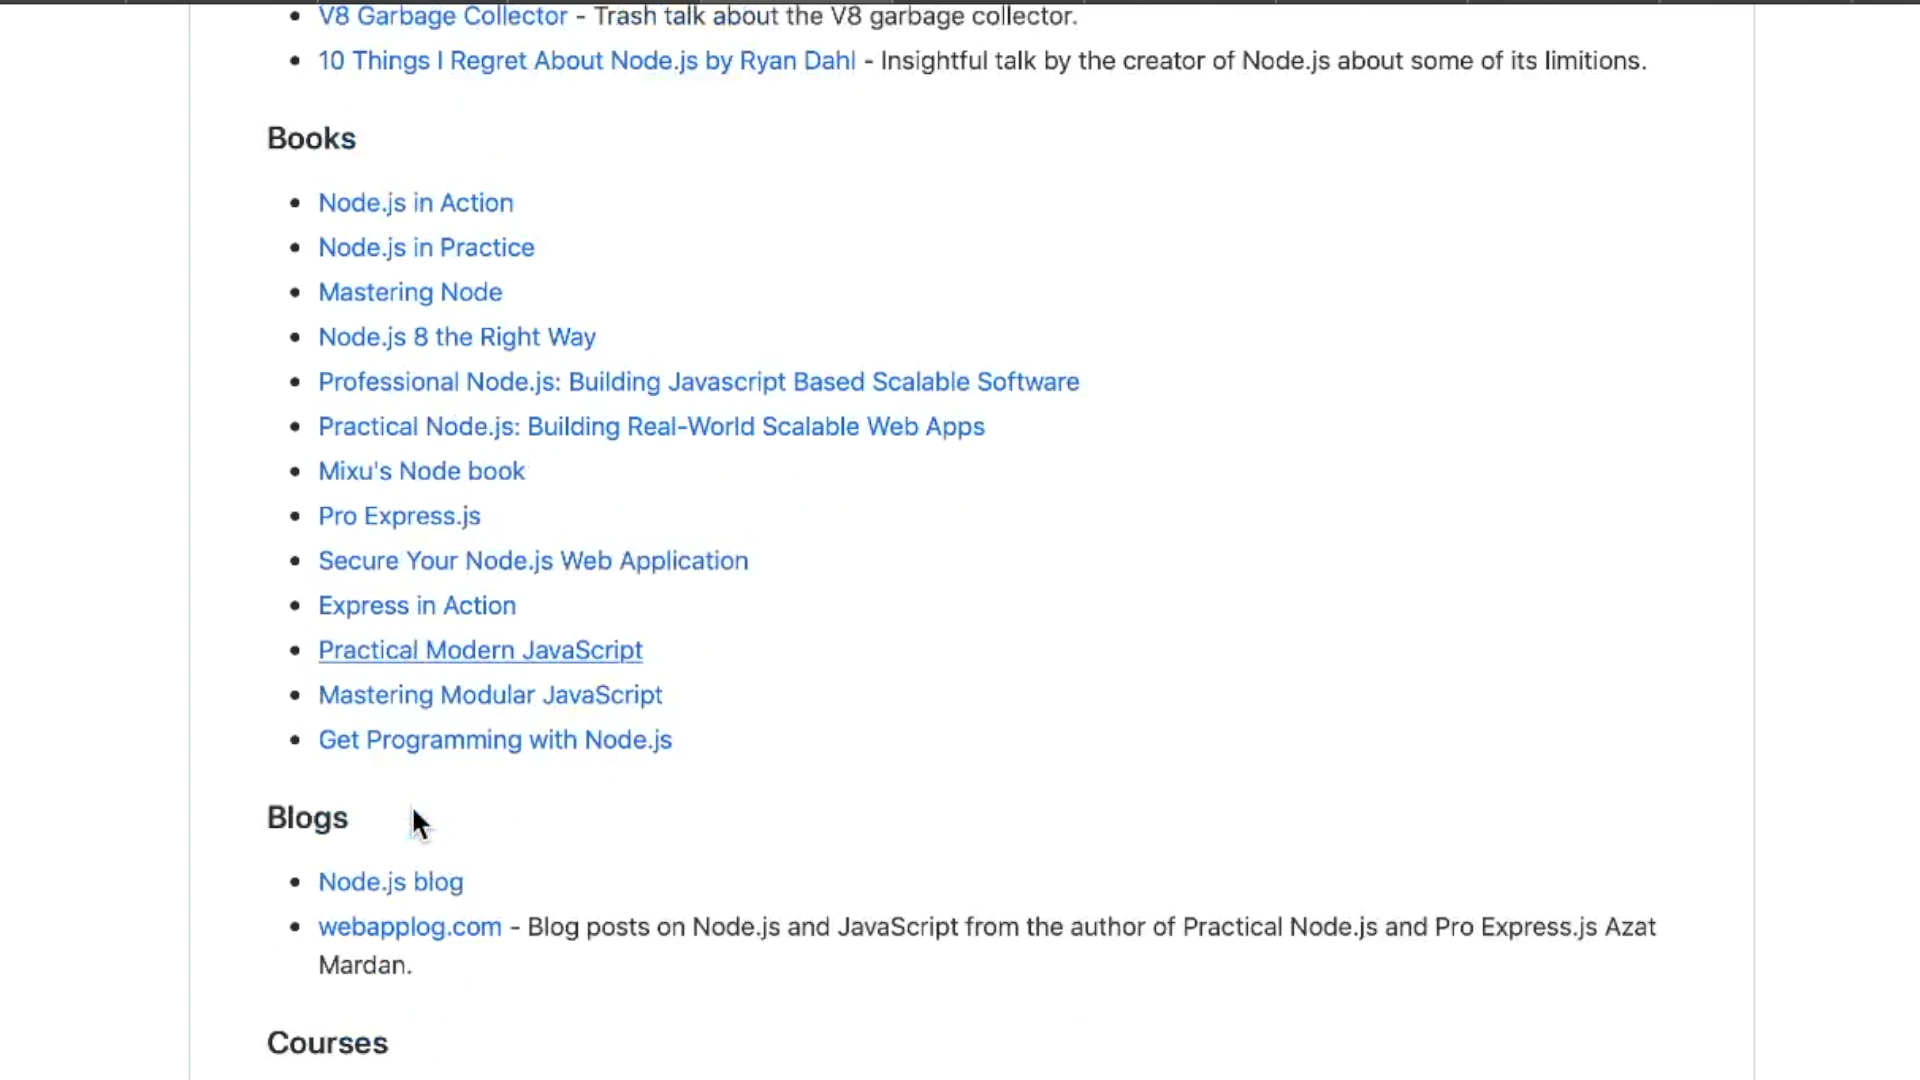 V8 Garbage Collector - Trash talk about the V8 garbage collector.
10 Things I Regret About Node.js by Ryan Dahl - Insightful talk by the creator of Node.js about some of its limitions.
Books
Node.js in Action
Node.js in Practice
Mastering Node
Node.js 8 the Right Way
Professional Node.js: Building Javascript Based Scalable Software
Practical Node.js: Building Real-World Scalable Web Apps
Mixu's Node book
Pro Express.js
Secure Your Node.js Web Application
Express in Action
Practical Modern JavaScript
Mastering Modular JavaScript
Get Programming with Node.js
Blogs
Node.js blog
webapplog.com - Blog posts on Node.js and JavaScript from the author of Practical Node.js and Pro Express.js Azat
Mardan.
Courses